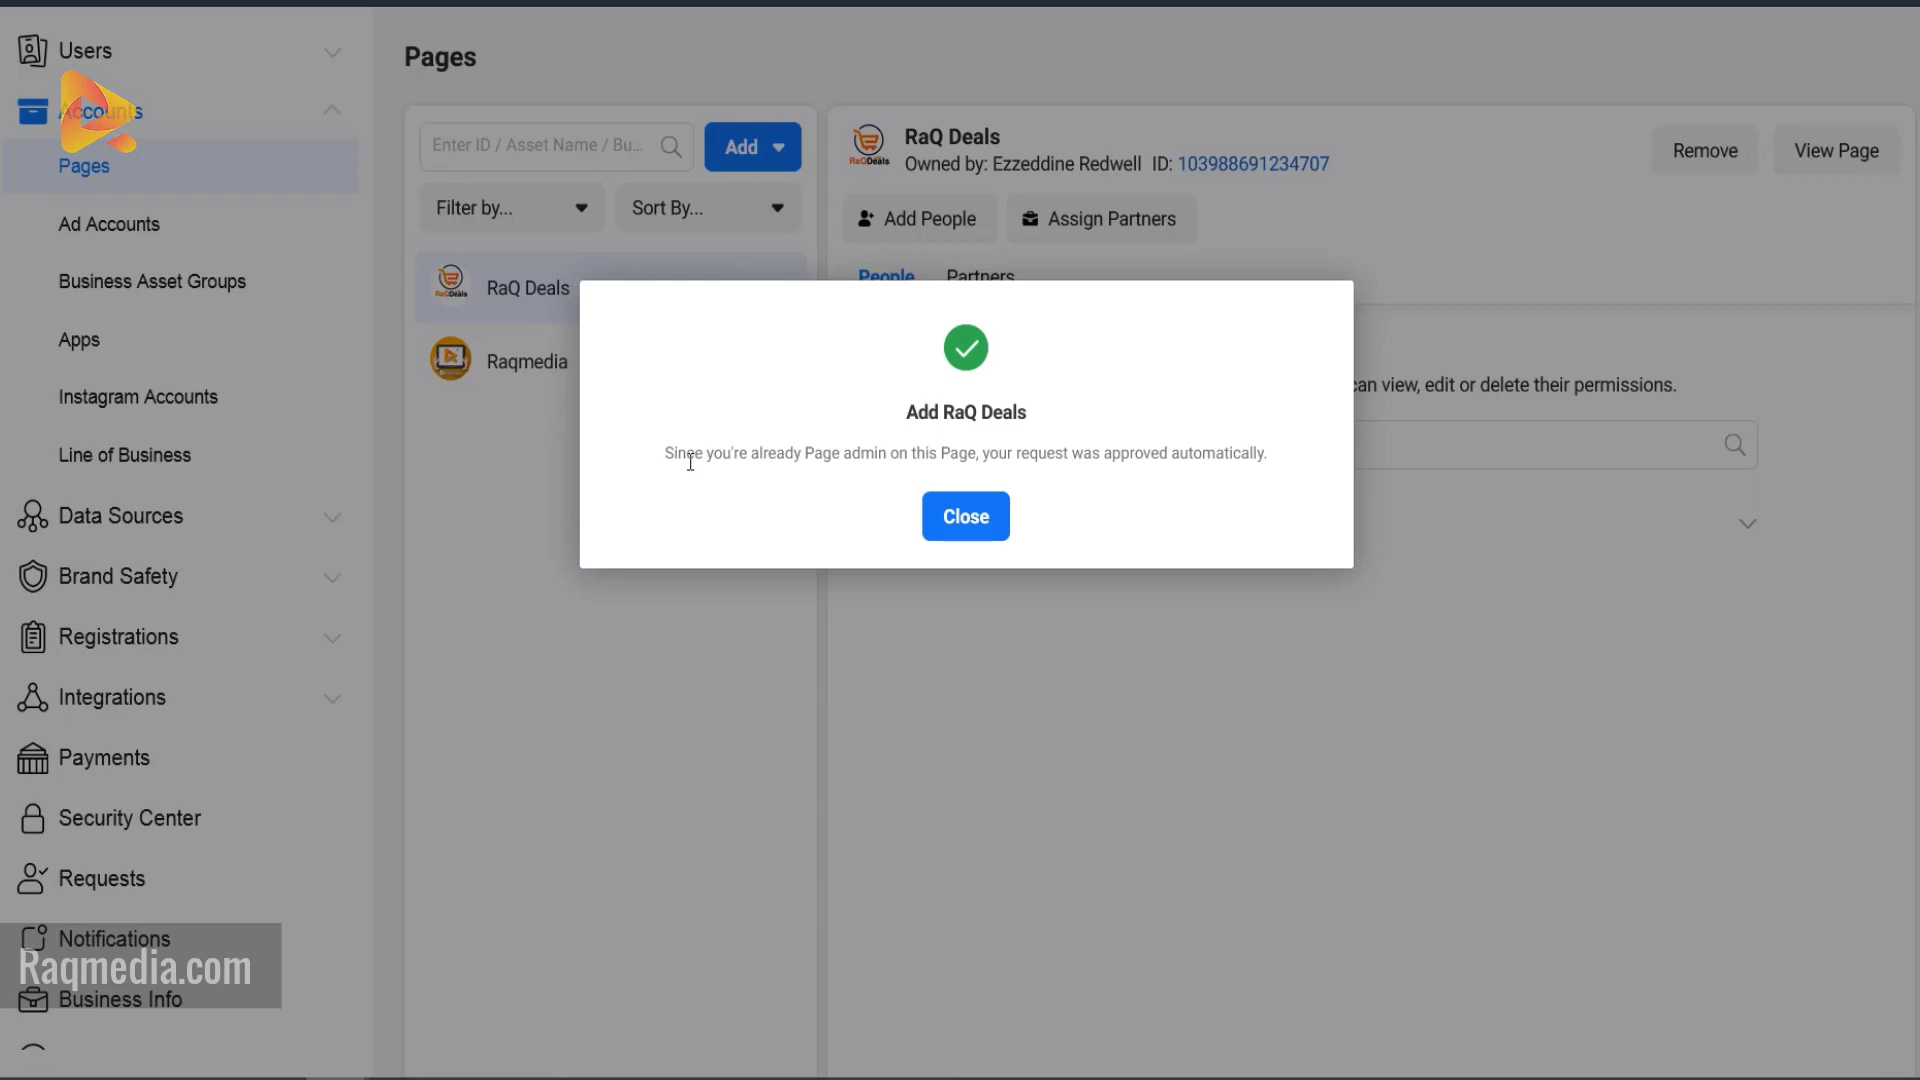 Users
Accounts
Pages
Ad Accounts
Business Asset Groups
Apps
Instagram Accounts
Line of Business
Data Sources
Brand Safety
Registrations
Integrations
Payments
Security Center
Requests
Notifications
Raqmedia.com
Business Info
Pages
Enter ID / Asset Name / Bu...
Add
Filter by...
Sort By...
RaQ Deals
Raqmedia
RaQ Deals
Owned by: Ezzeddine Redwell ID: 103988691234707
Remove
View Page
Add People
Assign Partners
People
Partners
can view, edit or delete their permissions.
Add RaQ Deals
Since you're already Page admin on this Page, your request was approved automatically.
Close